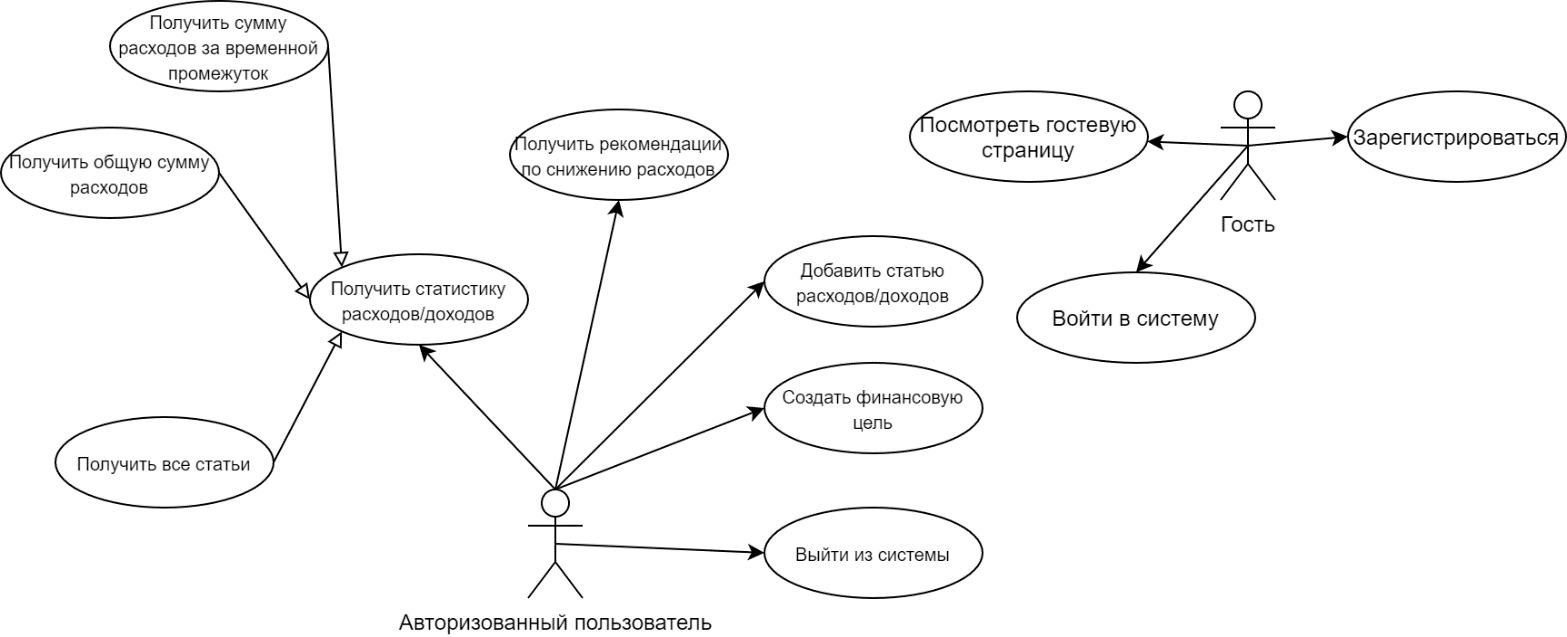 Получить сумму
расходов за временной
промежуток
Получить общую сумму
расходов
Получить рекомендации
по снижению расходов
Посмотреть гостевую
страницу
Зарегистрироваться
Гость
Получить статистику
расходов/доходов
Добавить статью
расходов/доходов
Войти в систему
Создать финансовую
цель
Получить все статьи
Выйти из системы
Авторизованный пользователь